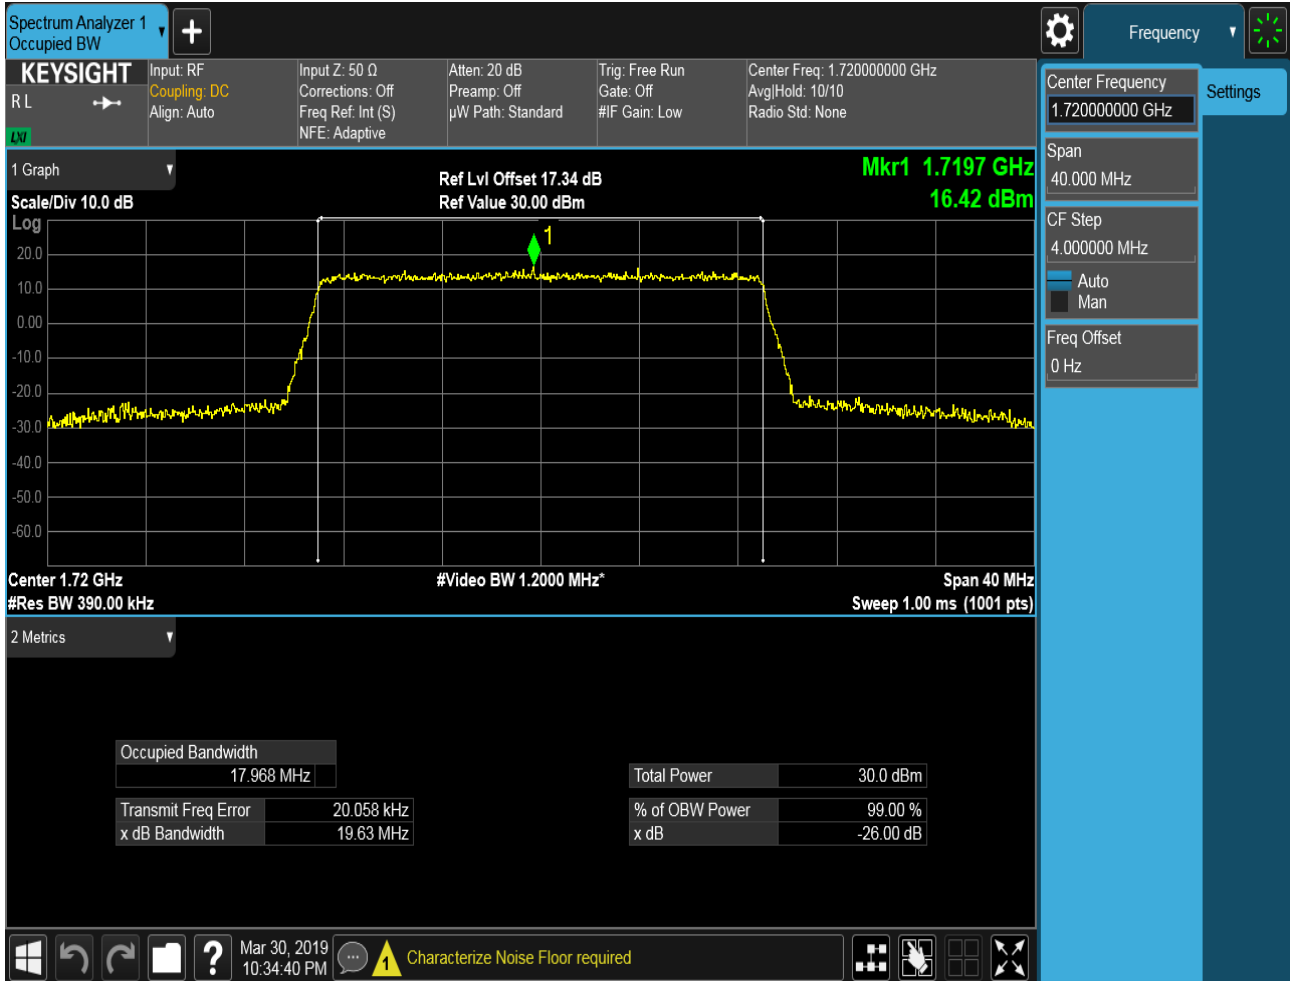 Spectrum Analyzer 1
Occupied BW
Frequency
KEYSIGHT
R L
LXI
Input: RF
Coupling: DC
Align: Auto
Input Z: 50 Ω
Corrections: Off
Freq Ref: Int (S)
NFE: Adaptive
Atten: 20 dB
Preamp: Off
µW Path: Standard
Trig: Free Run
Gate: Off
#IF Gain: Low
Center Freq: 1.720000000 GHz
Avg|Hold: 10/10
Radio Std: None
Center Frequency
1.720000000 GHz
Settings
Span
40.000 MHz
CF Step
4.000000 MHz
Auto
Man
Freq Offset
0 Hz
1 Graph
Scale/Div 10.0 dB
Log
Ref Lvl Offset 17.34 dB
Ref Value 30.00 dBm
Mkr1 1.7197 GHz
16.42 dBm
1
20.0
10.0
0.00
-10.0
-20.0
-30.0
-40.0
-50.0
-60.0
Center 1.72 GHz
#Res BW 390.00 kHz
#Video BW 1.2000 MHz*
Span 40 MHz
Sweep 1.00 ms (1001 pts)
2 Metrics
Occupied Bandwidth
17.968 MHz
Transmit Freq Error 20.058 kHz
x dB Bandwidth 19.63 MHz
Total Power 30.0 dBm
% of OBW Power 99.00 %
x dB -26.00 dB
?
Mar 30, 2019
10:34:40 PM
1
Characterize Noise Floor required